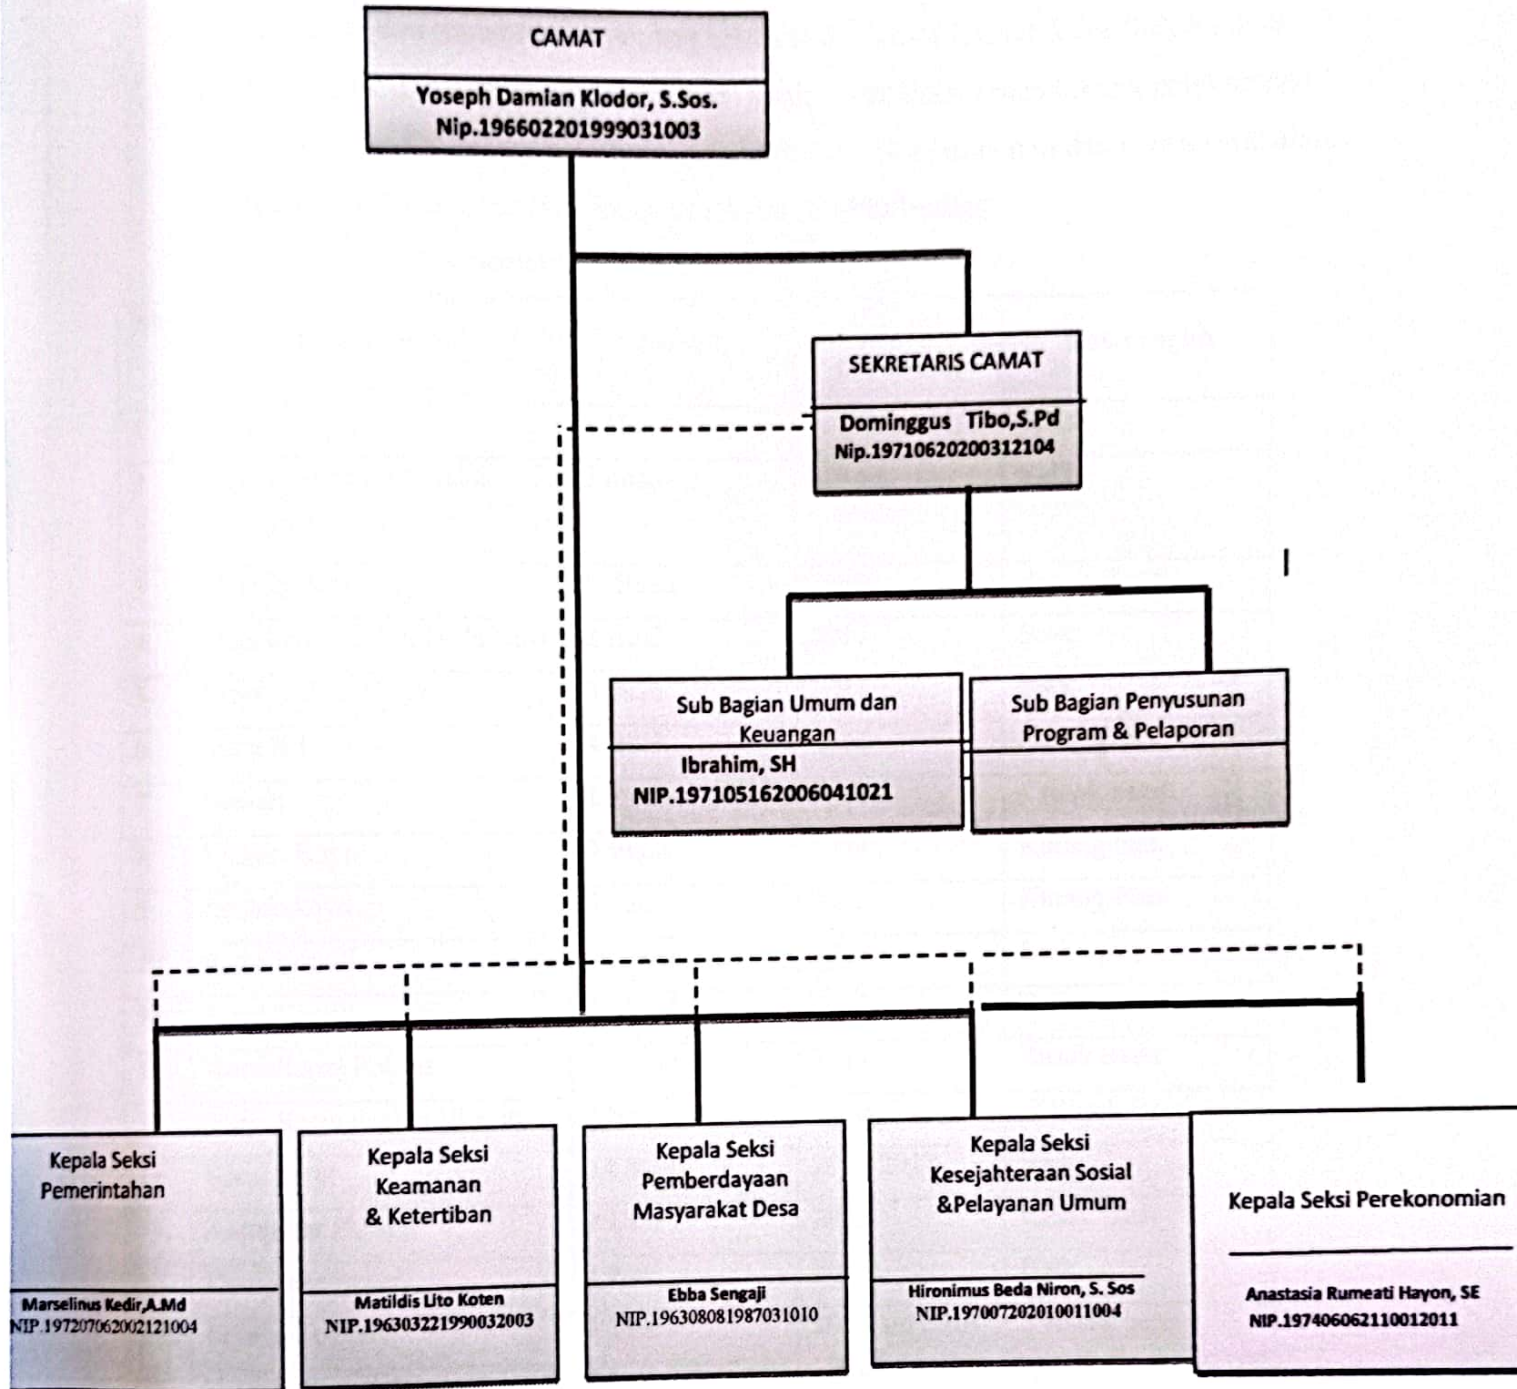 CAMAT
Yoseph Damian Klodor, S.Sos.
Nip.196602201999031003
SEKRETARIS CAMAT
Dominggus Tibo,S.Pd
Nip.19710620200312104
Sub Bagian Umum dan
Keuangan
Ibrahim, SH
NIP.197105162006041021
Sub Bagian Penyusunan
Program & Pelaporan
Kepala Seksi
Pemerintahan
Marselinus Kedir,A.Md
NIP.197207062002121004
Kepala Seksi
Keamanan
& Ketertiban
Matildis Lito Koten
NIP.196303221990032003
Kepala Seksi
Pemberdayaan
Masyarakat Desa
Ebba Sengaji
NIP.196308081987031010
Kepala Seksi
Kesejahteraan Sosial
&Pelayanan Umum
Hironimus Beda Niron, S. Sos
NIP.197007202010011004
Kepala Seksi Perekonomian
Anastasia Rumeati Hayon, SE
NIP.197406062110012011